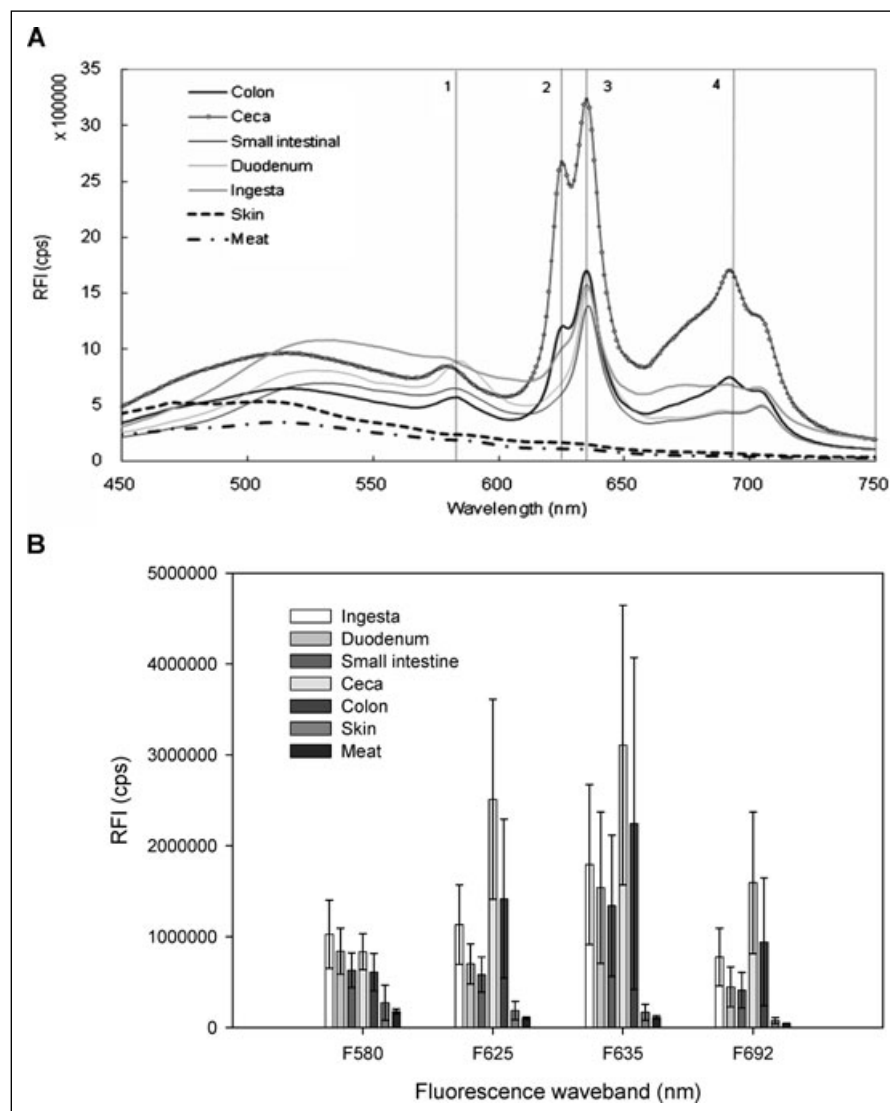 A
x 100000
RFI (cps)
35
30
25
20
15
10
5
0
1
2
3
4
Colon
Ceca
Small intestinal
Duodenum
Ingesta
Skin
Meat
450 500 550 600 650 700 750
Wavelength (nm)
B
RFI (cps)
5000000
4000000
3000000
2000000
1000000
0
Ingesta
Duodenum
Small intestine
Ceca
Colon
Skin
Meat
F580 F625 F635 F692
Fluorescence waveband (nm)